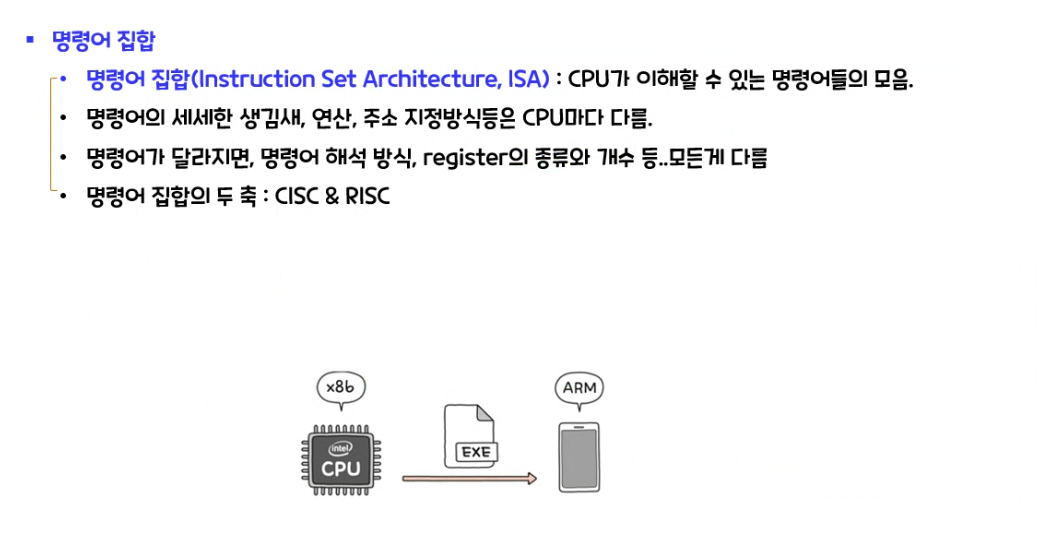 명령어 집합
명령어 집합(Instruction Set Architecture, ISA) : CPU가 이해할 수 있는 명령어들의 모음.
명령어의 세세한 생김새, 연산, 주소 지정방식등은 CPU마다 다름.
명령어가 달라지면, 명령어 해석 방식, register의 종류와 개수 등..모든게 다름
명령어 집합의 두 축 : CISC & RISC
x86
ARM
intel
CPU
EXE